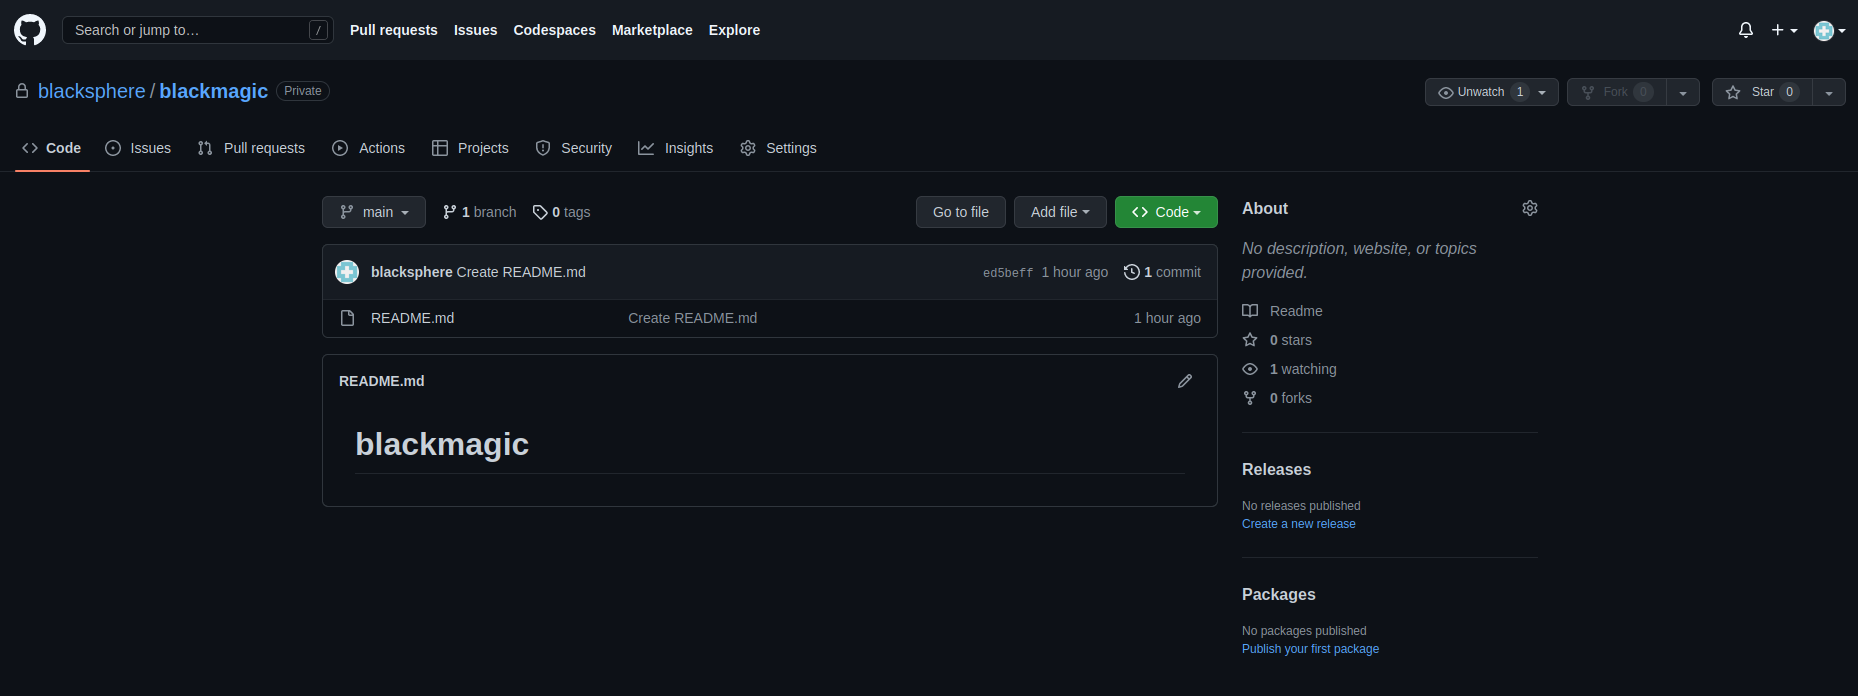 Search or jump to… /
Pull requests Issues Codespaces Marketplace Explore
blacksphere / blackmagic Private
Unwatch 1 Fork 0 Star 0
Code Issues Pull requests Actions Projects Security Insights Settings
main 1 branch 0 tags Go to file Add file Code
blacksphere Create README.md ed5beff 1 hour ago 1 commit
README.md Create README.md 1 hour ago
README.md
blackmagic
About
No description, website, or topics
provided.
Readme
0 stars
1 watching
0 forks
Releases
No releases published
Create a new release
Packages
No packages published
Publish your first package